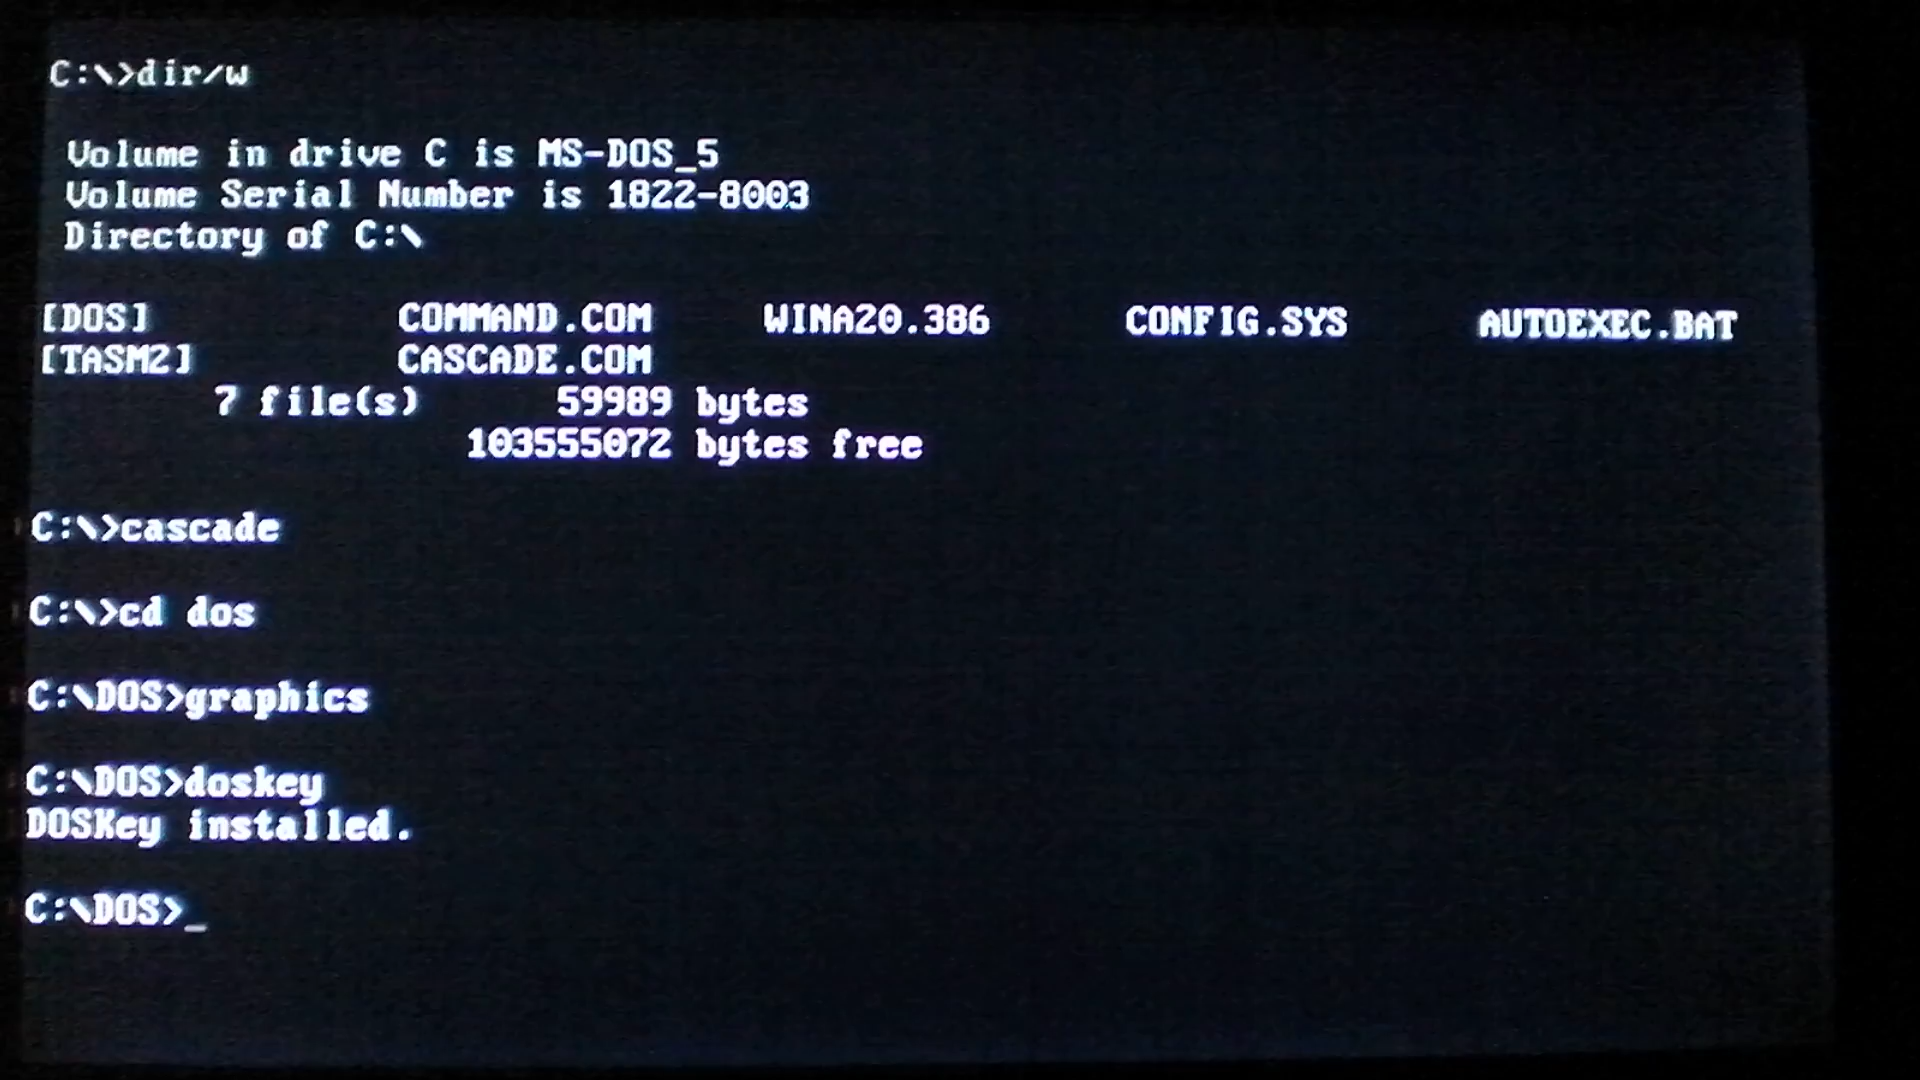 C:\>dir/w
Volume in drive C is MS-DOS_5
Volume Serial Number is 1822-8003
Directory of C:\
[DOS] COMMAND.COM WINA20.386 CONFIG.SYS AUTOEXEC.BAT
[TASM2] CASCADE.COM
7 file(s) 59989 bytes
103555072 bytes free
C:\>cascade
C:\>cd dos
C:\DOS>graphics
C:\DOS>doskey
DOSKey installed.
C:\DOS>_